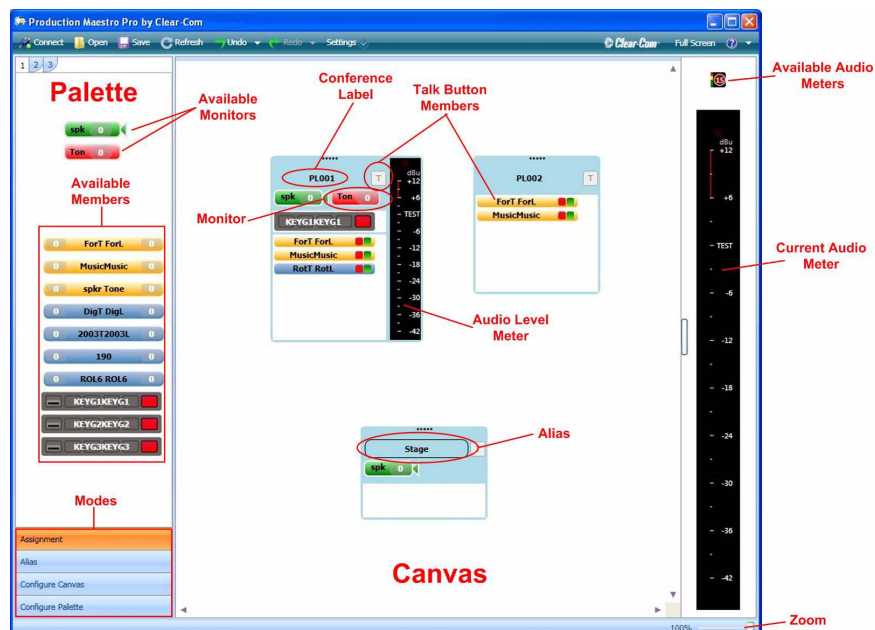 Production Maestro Pro by Clear-Com
Connect Open Save Refresh Undo Redo Settings Clear-Com Full Screen ?
1 2 3
Palette
Available Monitors
spk 0
Ton 0
Available Members
0 ForT ForL 0
0 MusicMusic 0
0 spkr Tone 0
0 DigT DigL 0
0 2003T2003L 0
0 190 0
0 ROL6 ROL6 0
KEYG1KEYG1
KEYG2KEYG2
KEYG3KEYG3
Modes
Assignment
Alias
Configure Canvas
Configure Palette
Conference Label
Talk Button Members
PL001 T
spk 0 Ton 0
Monitor
KEYG1KEYG1
ForT ForL
MusicMusic
RotT RotL
dBu
+12
+6
TEST
-6
-12
-18
-24
-30
-36
-42
Audio Level Meter
PL002 T
ForT ForL
MusicMusic
Stage
spk 0
Alias
Canvas
Available Audio Meters
15
dBu
+12
+6
TEST
-6
-12
-18
-24
-30
-36
-42
Current Audio Meter
100%
Zoom